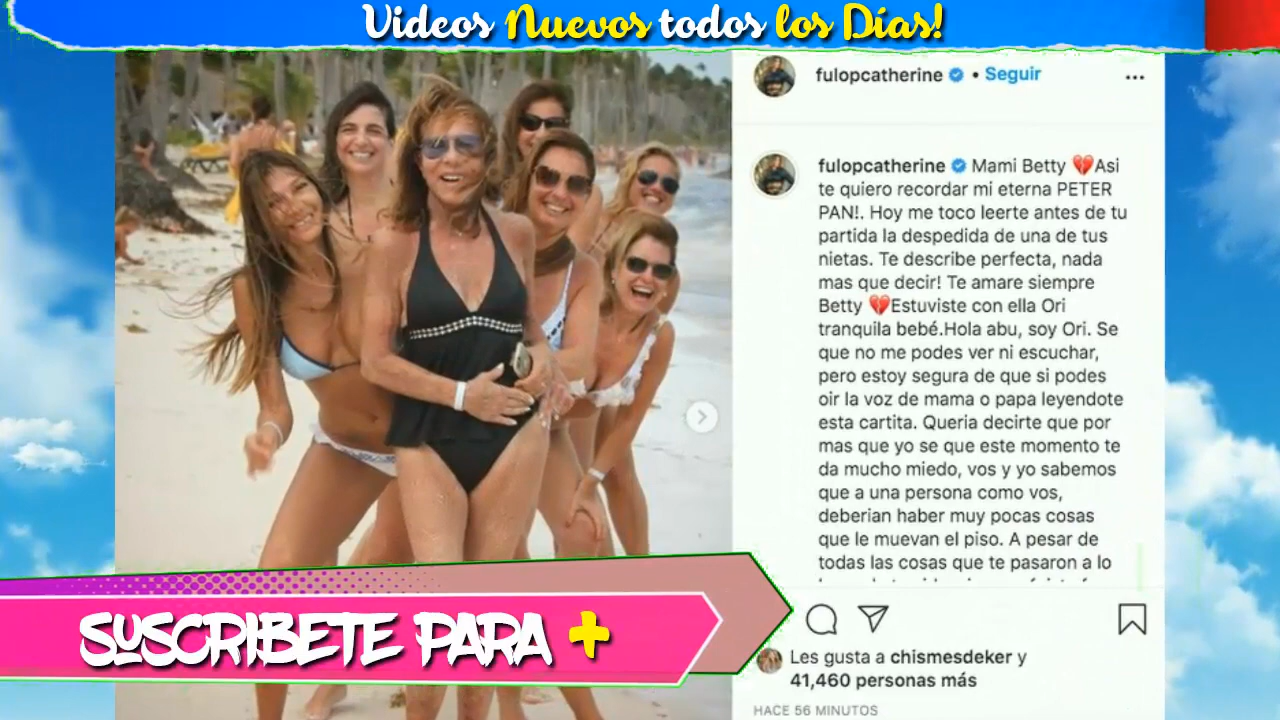 Videos Nuevos todos los Días!
fulopcatherine • Seguir
fulopcatherine Mami Betty 💔Asi
te quiero recordar mi eterna PETER
PAN!. Hoy me toco leerte antes de tu
partida la despedida de una de tus
nietas. Te describe perfecta, nada
mas que decir! Te amare siempre
Betty 💔Estuviste con ella Ori
tranquila bebé.Hola abu, soy Ori. Se
que no me podes ver ni escuchar,
pero estoy segura de que si podes
oir la voz de mama o papa leyendote
esta cartita. Queria decirte que por
mas que yo se que este momento te
da mucho miedo, vos y yo sabemos
que a una persona como vos,
deberian haber muy pocas cosas
que le muevan el piso. A pesar de
todas las cosas que te pasaron a lo
Les gusta a chismesdeker y
41,460 personas más
HACE 56 MINUTOS
SUSCRIBETE PARA +